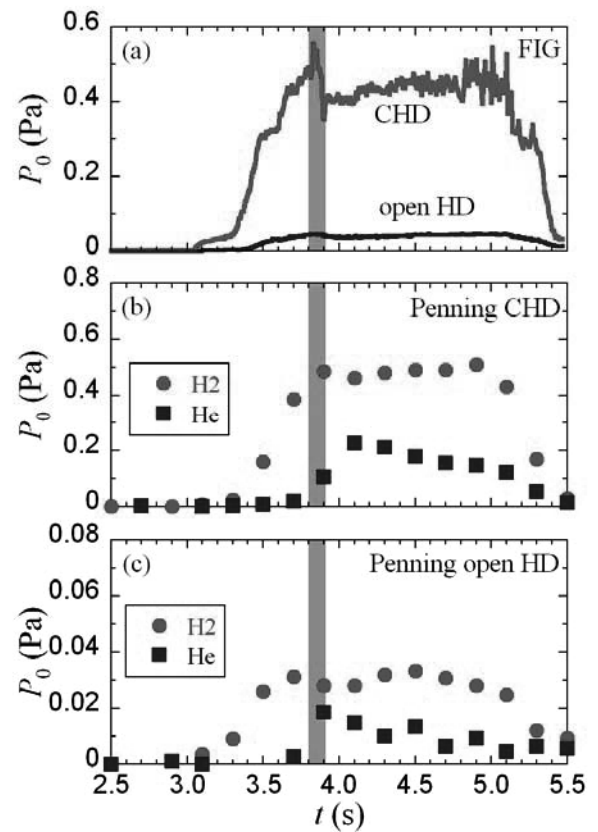 0.6
(a)
FIG
0.4
CHD
P0 (Pa)
0.2
open HD
0
0.8
(b)
Penning CHD
0.6
H2
0.4
He
P0 (Pa)
0.2
0
0.08
(c)
Penning open HD
0.06
H2
0.04
He
P0 (Pa)
0.02
0
2.5 3.0 3.5 4.0 4.5 5.0 5.5
t (s)